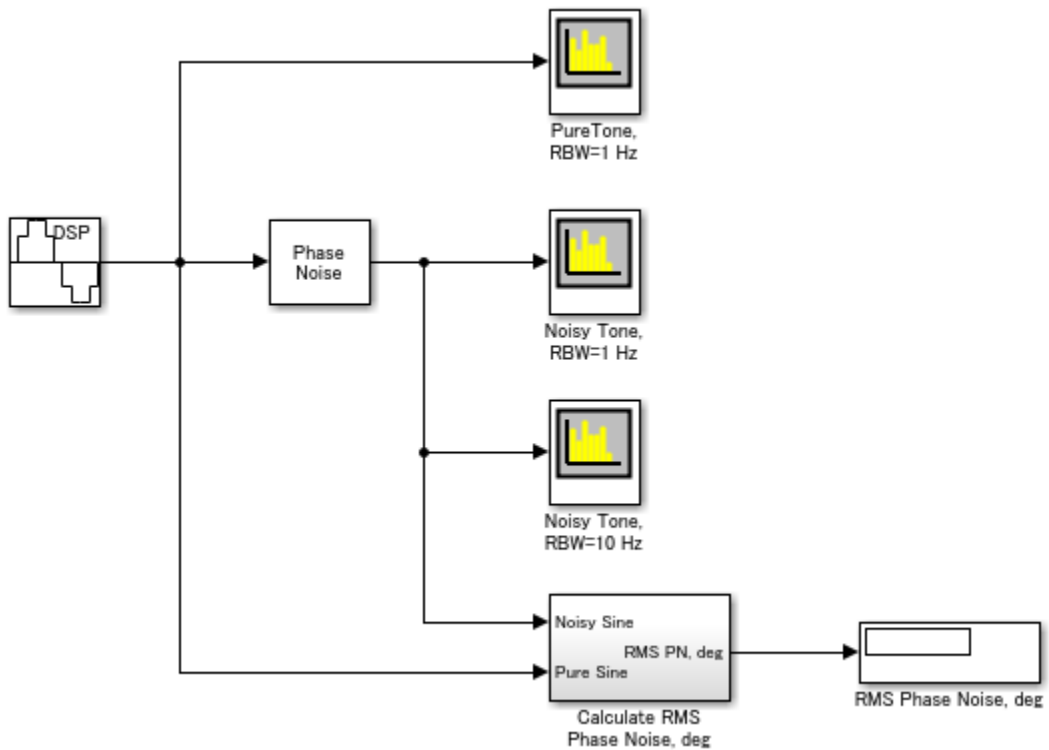 PureTone,
RBW=1 Hz
DSP
Phase
Noise
Noisy Tone,
RBW=1 Hz
Noisy Tone,
RBW=10 Hz
Noisy Sine
RMS PN, deg
Pure Sine
Calculate RMS
Phase Noise, deg
RMS Phase Noise, deg